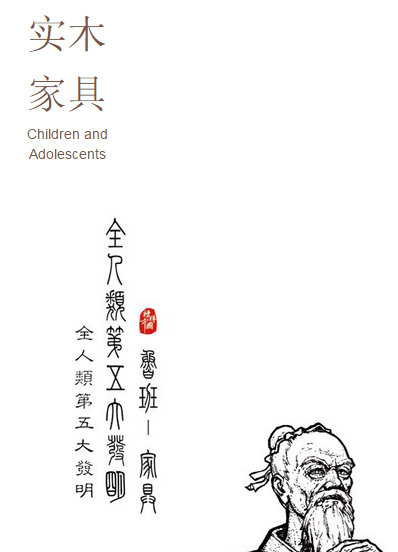 实木
家具
Children and
Adolescents
魯班—家具
全人類第五大發明
全人類第五大發明